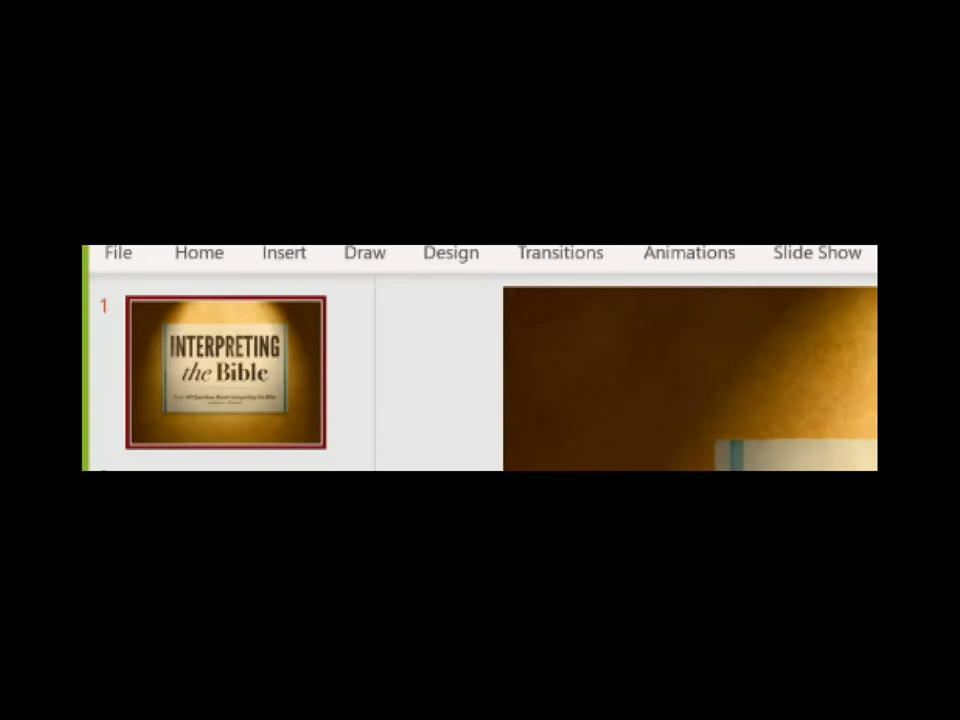 File Home Insert Draw Design Transitions Animations Slide Show
1
INTERPRETING
the Bible